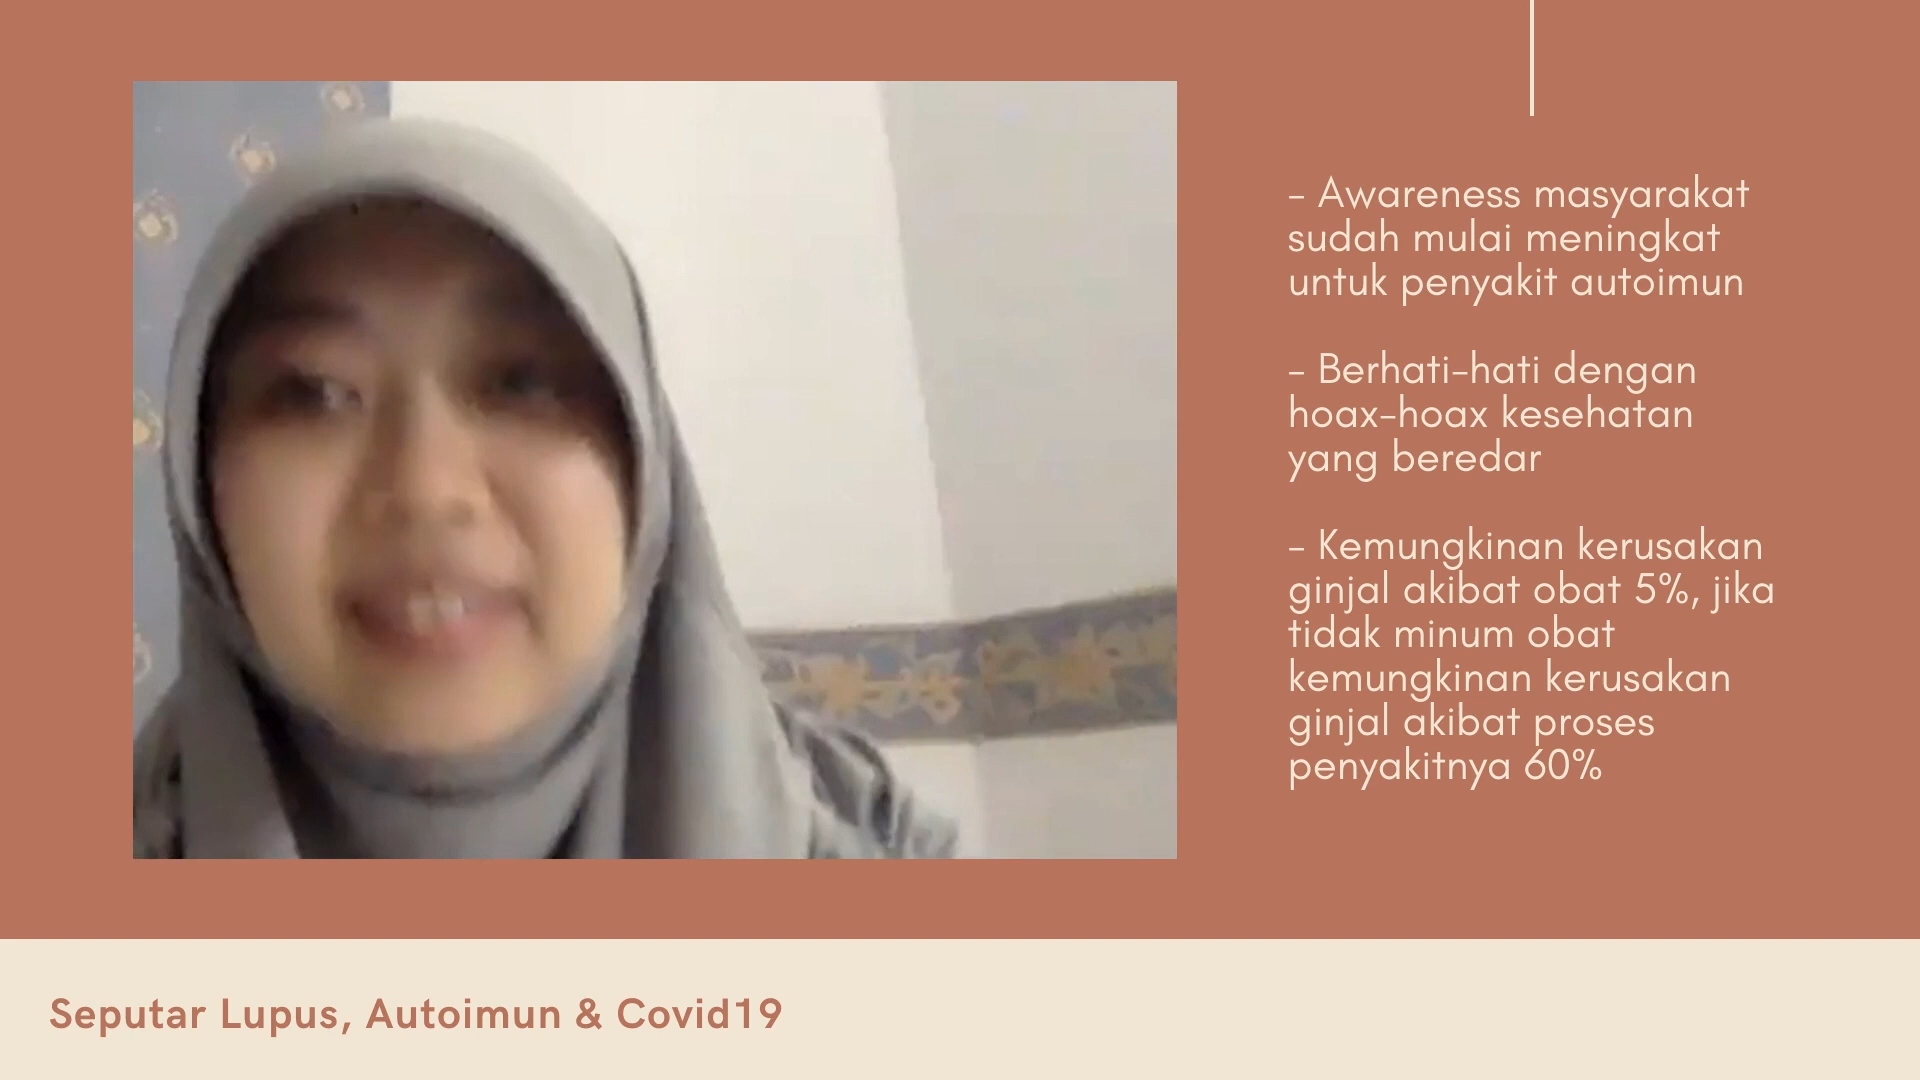 - Awareness masyarakat
sudah mulai meningkat
untuk penyakit autoimun
- Berhati-hati dengan
hoax-hoax kesehatan
yang beredar
- Kemungkinan kerusakan
ginjal akibat obat 5%, jika
tidak minum obat
kemungkinan kerusakan
ginjal akibat proses
penyakitnya 60%
Seputar Lupus, Autoimun & Covid19